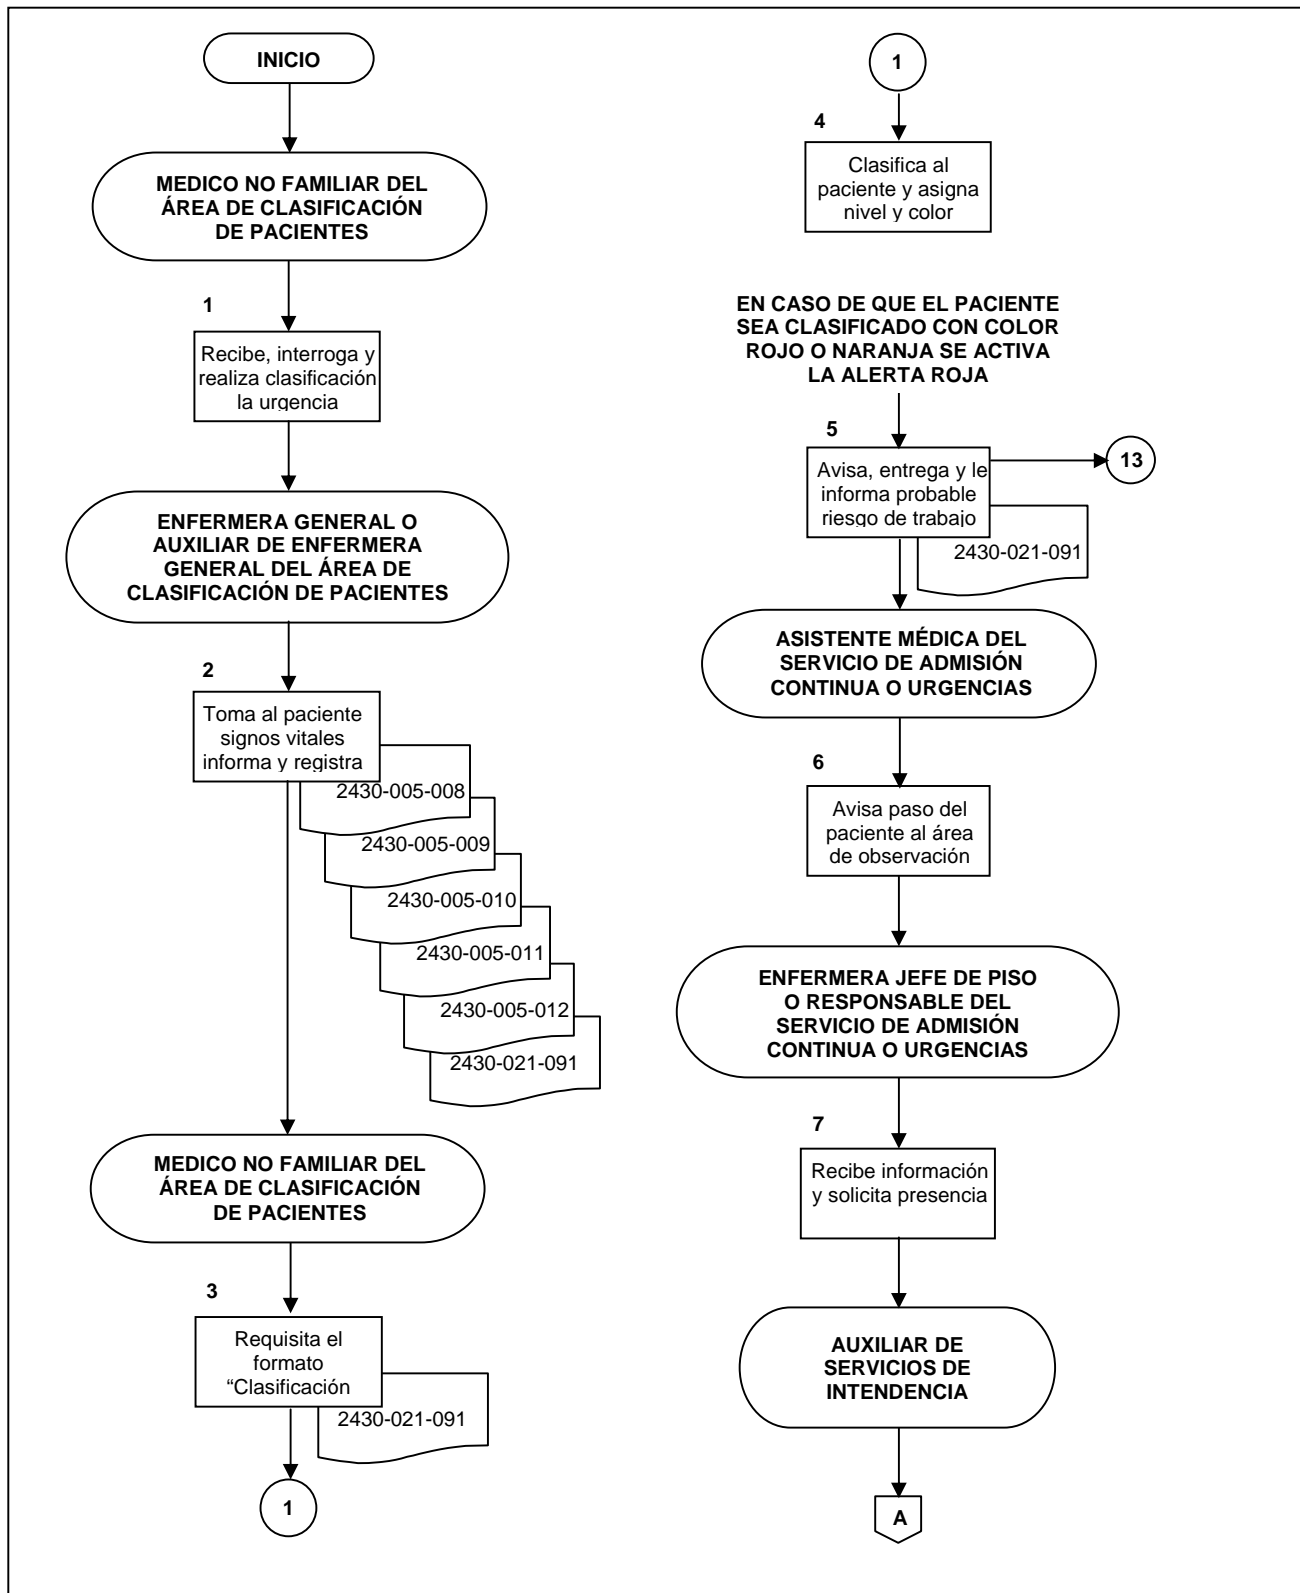 INICIO
MEDICO NO FAMILIAR DEL
ÁREA DE CLASIFICACIÓN
DE PACIENTES
1
Recibe, interroga y
realiza clasificación
la urgencia
ENFERMERA GENERAL O
AUXILIAR DE ENFERMERA
GENERAL DEL ÁREA DE
CLASIFICACIÓN DE PACIENTES
2
Toma al paciente
signos vitales
informa y registra
2430-005-008
2430-005-009
2430-005-010
2430-005-011
2430-005-012
2430-021-091
MEDICO NO FAMILIAR DEL
ÁREA DE CLASIFICACIÓN
DE PACIENTES
3
Requisita el
formato
“Clasificación
2430-021-091
1
1
4
Clasifica al
paciente y asigna
nivel y color
EN CASO DE QUE EL PACIENTE
SEA CLASIFICADO CON COLOR
ROJO O NARANJA SE ACTIVA
LA ALERTA ROJA
5
Avisa, entrega y le
informa probable
riesgo de trabajo
13
2430-021-091
ASISTENTE MÉDICA DEL
SERVICIO DE ADMISIÓN
CONTINUA O URGENCIAS
6
Avisa paso del
paciente al área
de observación
ENFERMERA JEFE DE PISO
O RESPONSABLE DEL
SERVICIO DE ADMISIÓN
CONTINUA O URGENCIAS
7
Recibe información
y solicita presencia
AUXILIAR DE
SERVICIOS DE
INTENDENCIA
A